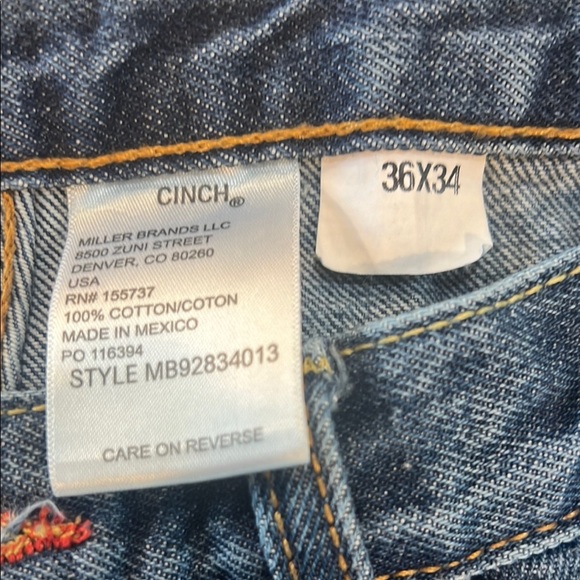 CINCH®
MILLER BRANDS LLC
8500 ZUNI STREET
DENVER, CO 80260
USA
RN# 155737
100% COTTON/COTON
MADE IN MEXICO
PO 116394
STYLE MB92834013
CARE ON REVERSE
36X34